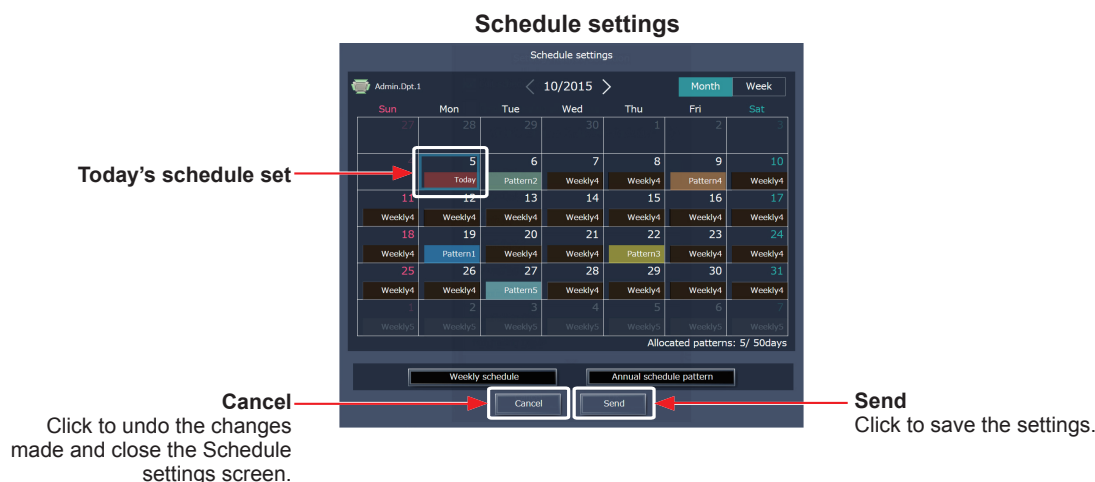 Schedule settings
Schedule settings
Admin.Dpt.1
10/2015
Month Week
Sun Mon Tue Wed Thu Fri Sat
27 28 29 30 1 2 3
5 6 7 8 9 10
Today Pattern2 Weekly4 Weekly4 Pattern4 Weekly4
11 12 13 14 15 16 17
Weekly4 Weekly4 Weekly4 Weekly4 Weekly4 Weekly4 Weekly4
18 19 20 21 22 23 24
Weekly4 Pattern1 Weekly4 Weekly4 Pattern3 Weekly4 Weekly4
25 26 27 28 29 30 31
Weekly4 Weekly4 Pattern5 Weekly4 Weekly4 Weekly4 Weekly4
1 2 3 4 5 6 7
Weekly5 Weekly5 Weekly5 Weekly5 Weekly5 Weekly5 Weekly5
Allocated patterns: 5/ 50days
Weekly schedule Annual schedule pattern
Cancel Send
Today's schedule set
Cancel
Click to undo the changes
made and close the Schedule
settings screen.
Send
Click to save the settings.